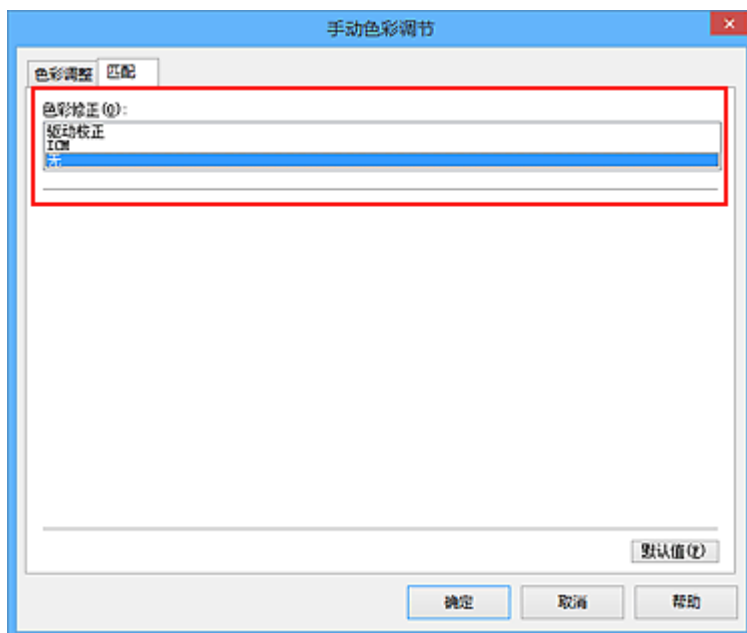 手动色彩调节
色彩调整 匹配
色彩修正(O):
驱动校正
ICM
无
默认值(F)
确定 取消 帮助